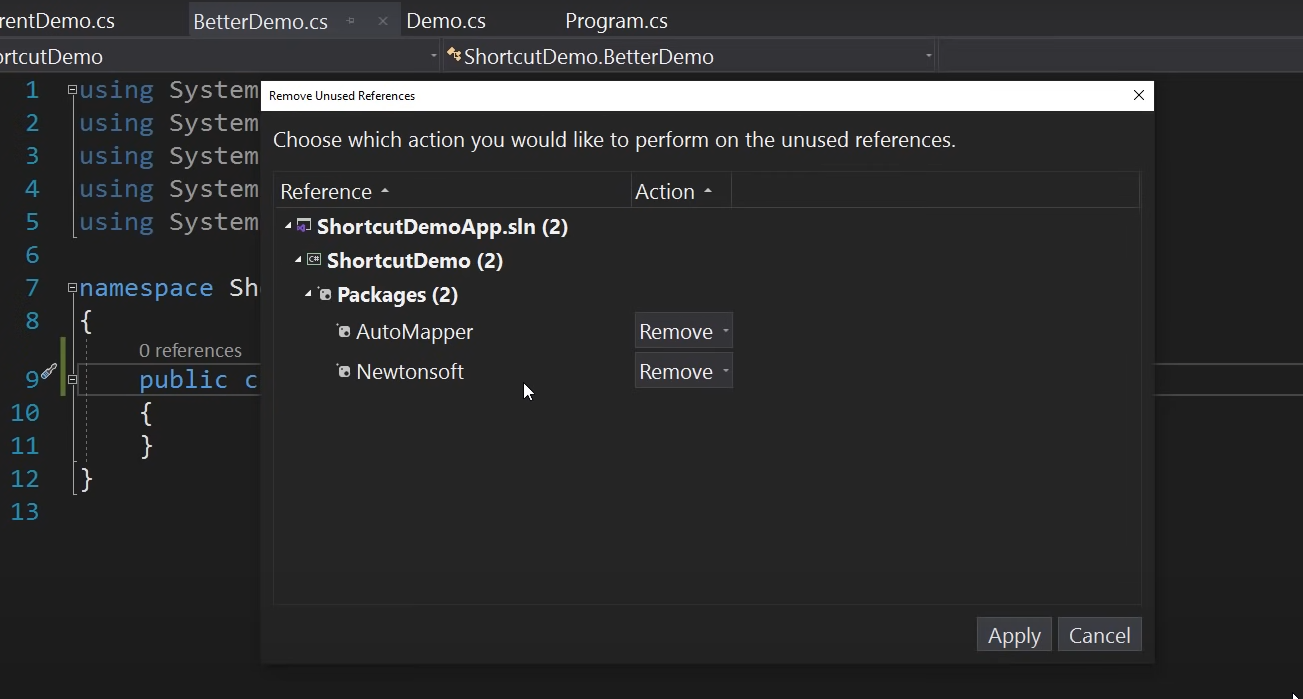 rentDemo.cs BetterDemo.cs Demo.cs Program.cs
ortcutDemo ShortcutDemo.BetterDemo
1 using System
2 using System
3 using System
4 using System
5 using System
6
7 namespace Sh
8 {
0 references
9 public c
10 {
11 }
12 }
13
Remove Unused References
Choose which action you would like to perform on the unused references.
Reference Action
ShortcutDemoApp.sln (2)
C# ShortcutDemo (2)
Packages (2)
AutoMapper Remove
Newtonsoft Remove
Apply Cancel